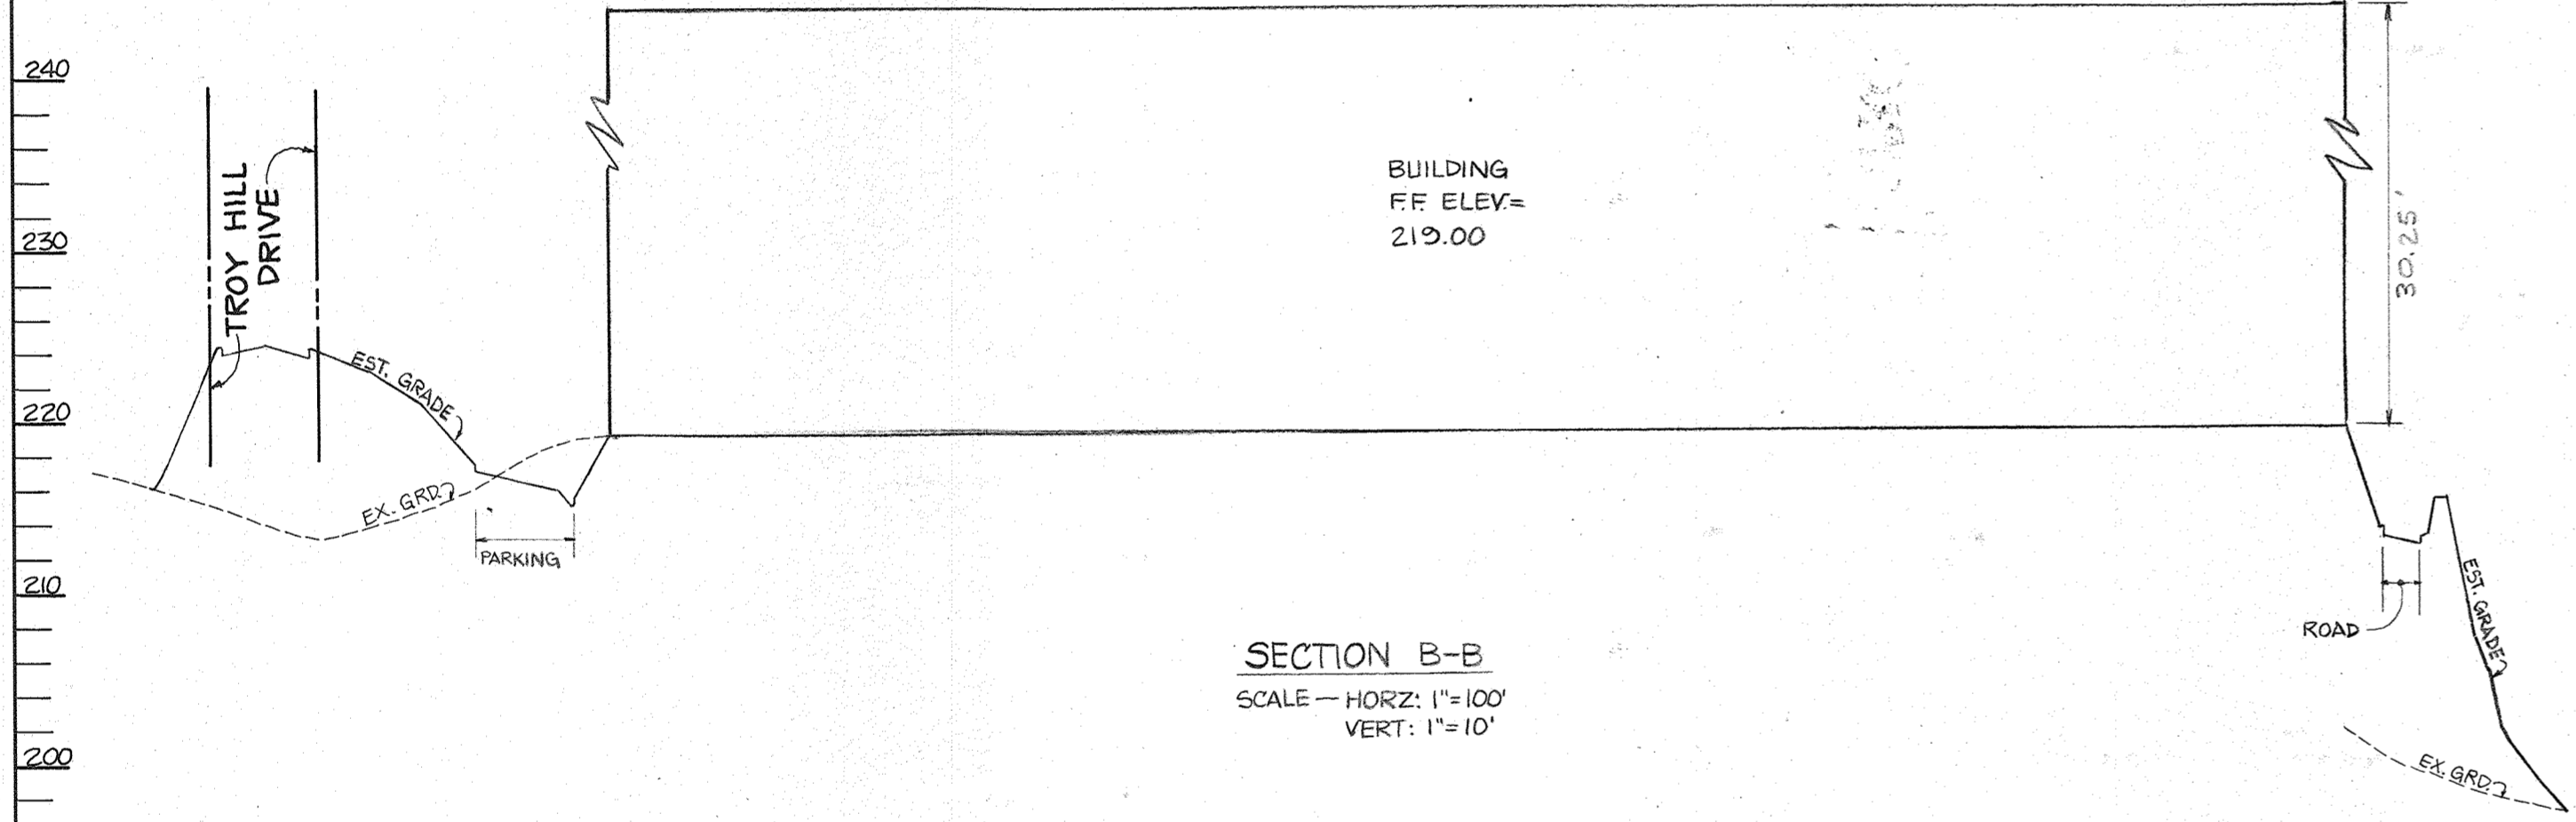 240
230
220
210
200
TROY HILL
DRIVE
EST. GRADE
EX. GRD.
PARKING
BUILDING
F.F. ELEV.=
219.00
30.25'
SECTION B-B
SCALE — HORZ: 1"=100'
VERT: 1"=10'
ROAD
EST. GRADE
EX. GRD.